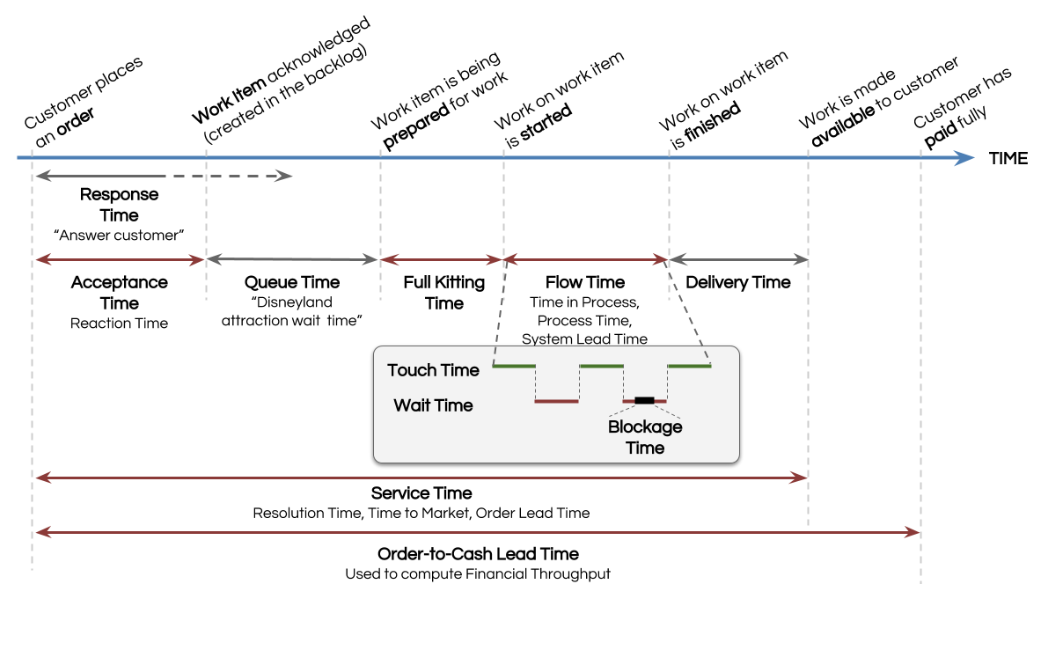 Customer places
an order
Work Item acknowledged
(created in the backlog)
Work item is being
prepared for work
Work on work item
is started
Work on work item
is finished
Work is made
available to customer
Customer has
paid fully
TIME
Response
Time
“Answer customer”
Acceptance
Time
Reaction Time
Queue Time
“Disneyland
attraction wait time”
Full Kitting
Time
Flow Time
Time in Process,
Process Time,
System Lead Time
Delivery Time
Touch Time
Wait Time
Blockage
Time
Service Time
Resolution Time, Time to Market, Order Lead Time
Order-to-Cash Lead Time
Used to compute Financial Throughput